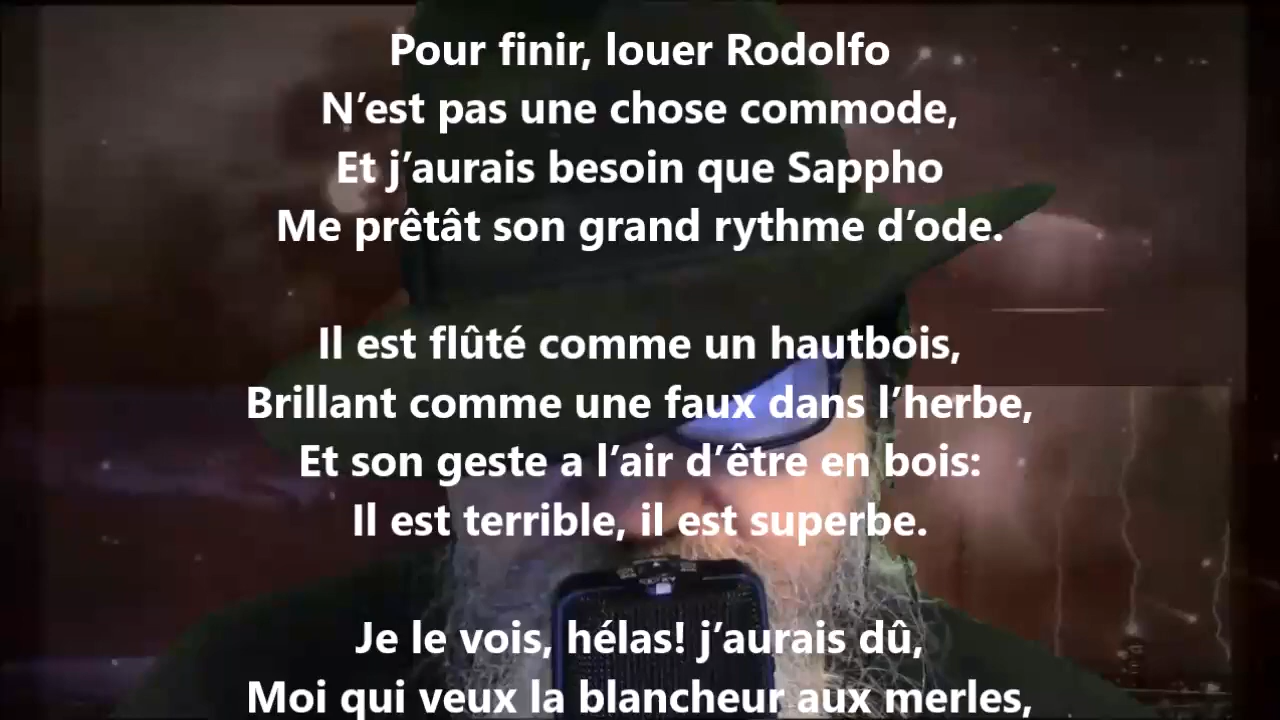 Pour finir, louer Rodolfo
N’est pas une chose commode,
Et j’aurais besoin que Sappho
Me prêtât son grand rythme d’ode.
Il est flûté comme un hautbois,
Brillant comme une faux dans l’herbe,
Et son geste a l’air d’être en bois:
Il est terrible, il est superbe.
Je le vois, hélas! j’aurais dû,
Moi qui veux la blancheur aux merles,